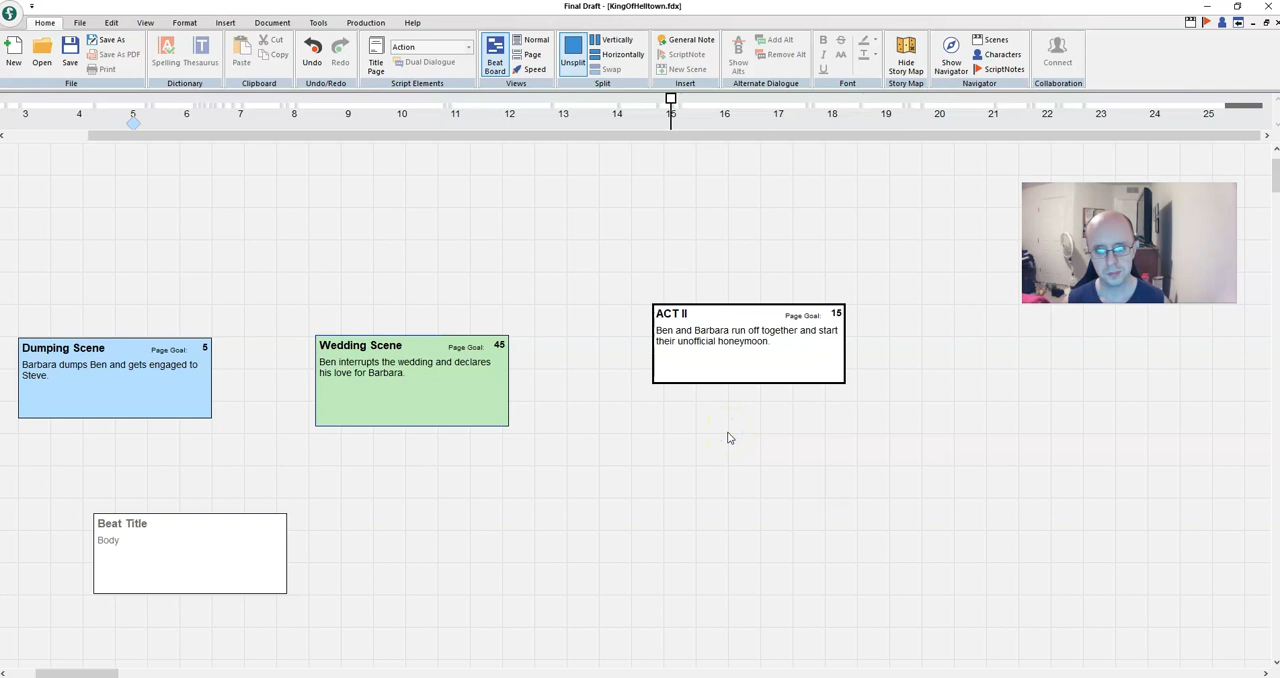 Final Draft - [KingOfHelltown.fdx]
Home File Edit View Format Insert Document Tools Production Help
New Open Save Save As Save As PDF Print File
Spelling Thesaurus Dictionary
Paste Cut Copy Clipboard
Undo Redo Undo/Redo
Title Page Action Dual Dialogue Script Elements
Beat Board Normal Page Speed Views
Unsplit Vertically Horizontally Swap Split
General Note ScriptNote New Scene Insert
Show Alts Add Alt Remove Alt Alternate Dialogue
B S I AA U T Font
Hide Story Map Story Map
Show Navigator Scenes Characters ScriptNotes Navigator
Connect Collaboration
3 4 5 6 7 8 9 10 11 12 13 14 15 16 17 18 19 20 21 22 23 24 25
Dumping Scene Page Goal: 5
Barbara dumps Ben and gets engaged to
Steve.
Wedding Scene Page Goal: 45
Ben interrupts the wedding and declares
his love for Barbara.
ACT II Page Goal: 15
Ben and Barbara run off together and start
their unofficial honeymoon.
Beat Title
Body